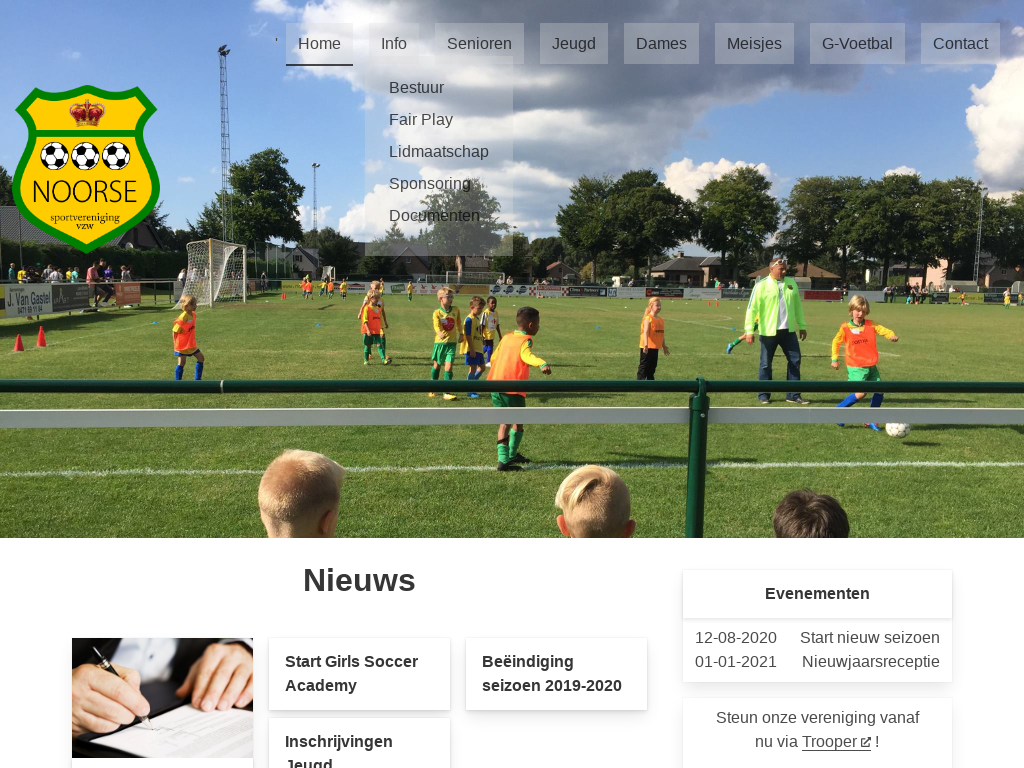 Home Info Senioren Jeugd Dames Meisjes G-Voetbal Contact
Bestuur
Fair Play
Lidmaatschap
Sponsoring
Documenten
NOORSE
sportvereniging
vzw
J. Van Gastel
Nieuws
Start Girls Soccer
Academy
Inschrijvingen
Jeugd
Beëindiging
seizoen 2019-2020
Evenementen
12-08-2020 Start nieuw seizoen
01-01-2021 Nieuwjaarsreceptie
Steun onze vereniging vanaf
nu via Trooper !